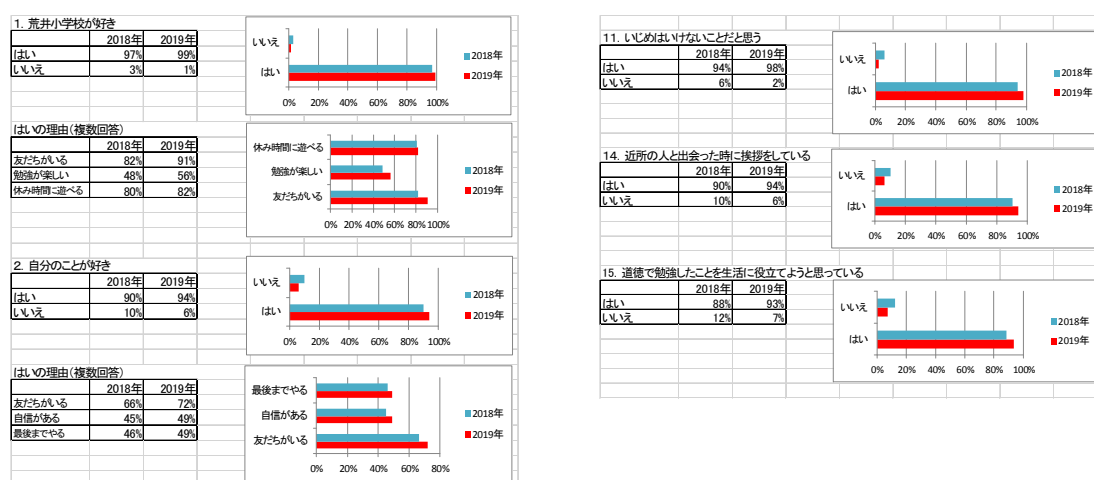 1. 荒井小学校が好き
2018年 2019年
はい 97% 99%
いいえ 3% 1%
いいえ
はい
0% 20% 40% 60% 80% 100%
2018年
2019年
はいの理由(複数回答)
2018年 2019年
友だちがいる 82% 91%
勉強が楽しい 48% 56%
休み時間に遊べる 80% 82%
休み時間に遊べる
勉強が楽しい
友だちがいる
0% 20% 40% 60% 80% 100%
2018年
2019年
2. 自分のことが好き
2018年 2019年
はい 90% 94%
いいえ 10% 6%
いいえ
はい
0% 20% 40% 60% 80% 100%
2018年
2019年
はいの理由(複数回答)
2018年 2019年
友だちがいる 66% 72%
自信がある 45% 49%
最後までやる 46% 49%
最後までやる
自信がある
友だちがいる
0% 20% 40% 60% 80%
2018年
2019年
11. いじめはいけないことだと思う
2018年 2019年
はい 94% 98%
いいえ 6% 2%
いいえ
はい
0% 20% 40% 60% 80% 100%
2018年
2019年
14. 近所の人と出会った時に挨拶をしている
2018年 2019年
はい 90% 94%
いいえ 10% 6%
いいえ
はい
0% 20% 40% 60% 80% 100%
2018年
2019年
15. 道徳で勉強したことを生活に役立てようと思っている
2018年 2019年
はい 88% 93%
いいえ 12% 7%
いいえ
はい
0% 20% 40% 60% 80% 100%
2018年
2019年